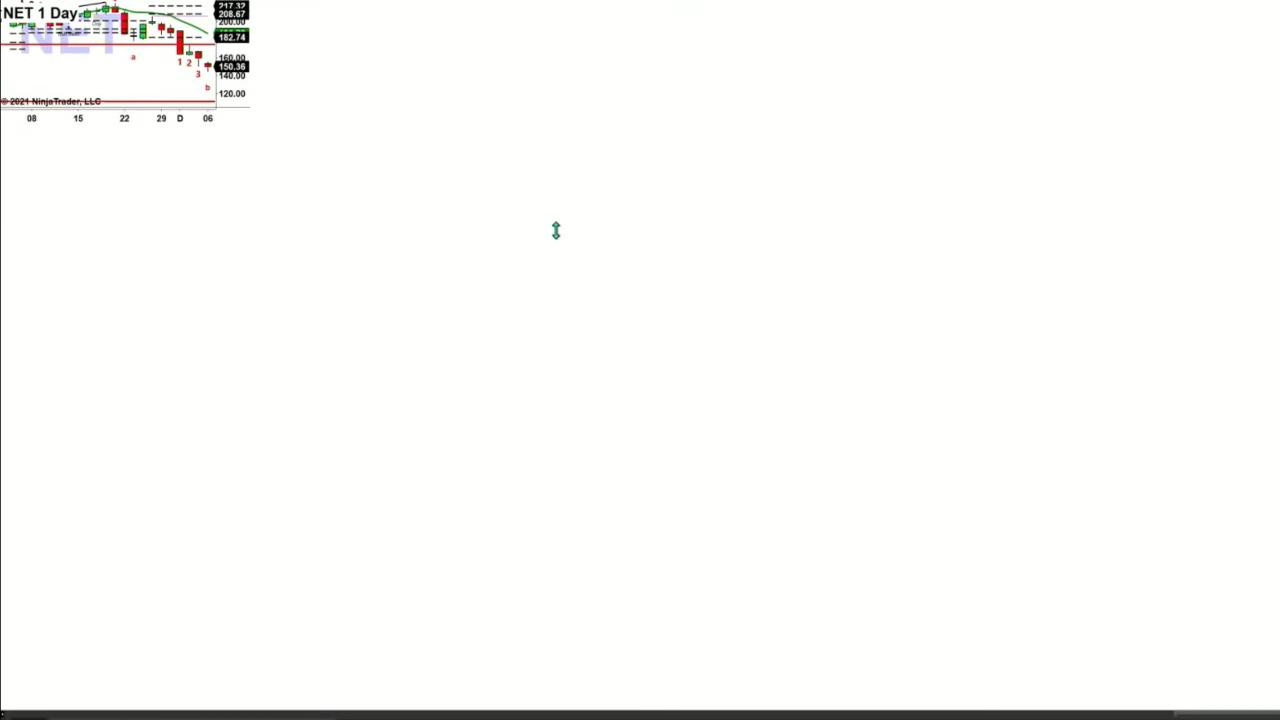 217.32
NET 1 Day
208.67
200.00
182.74
NET
160.00
a
1 2
150.36
3
140.00
b
120.00
© 2021 NinjaTrader, LLC
08 15 22 29 D 06